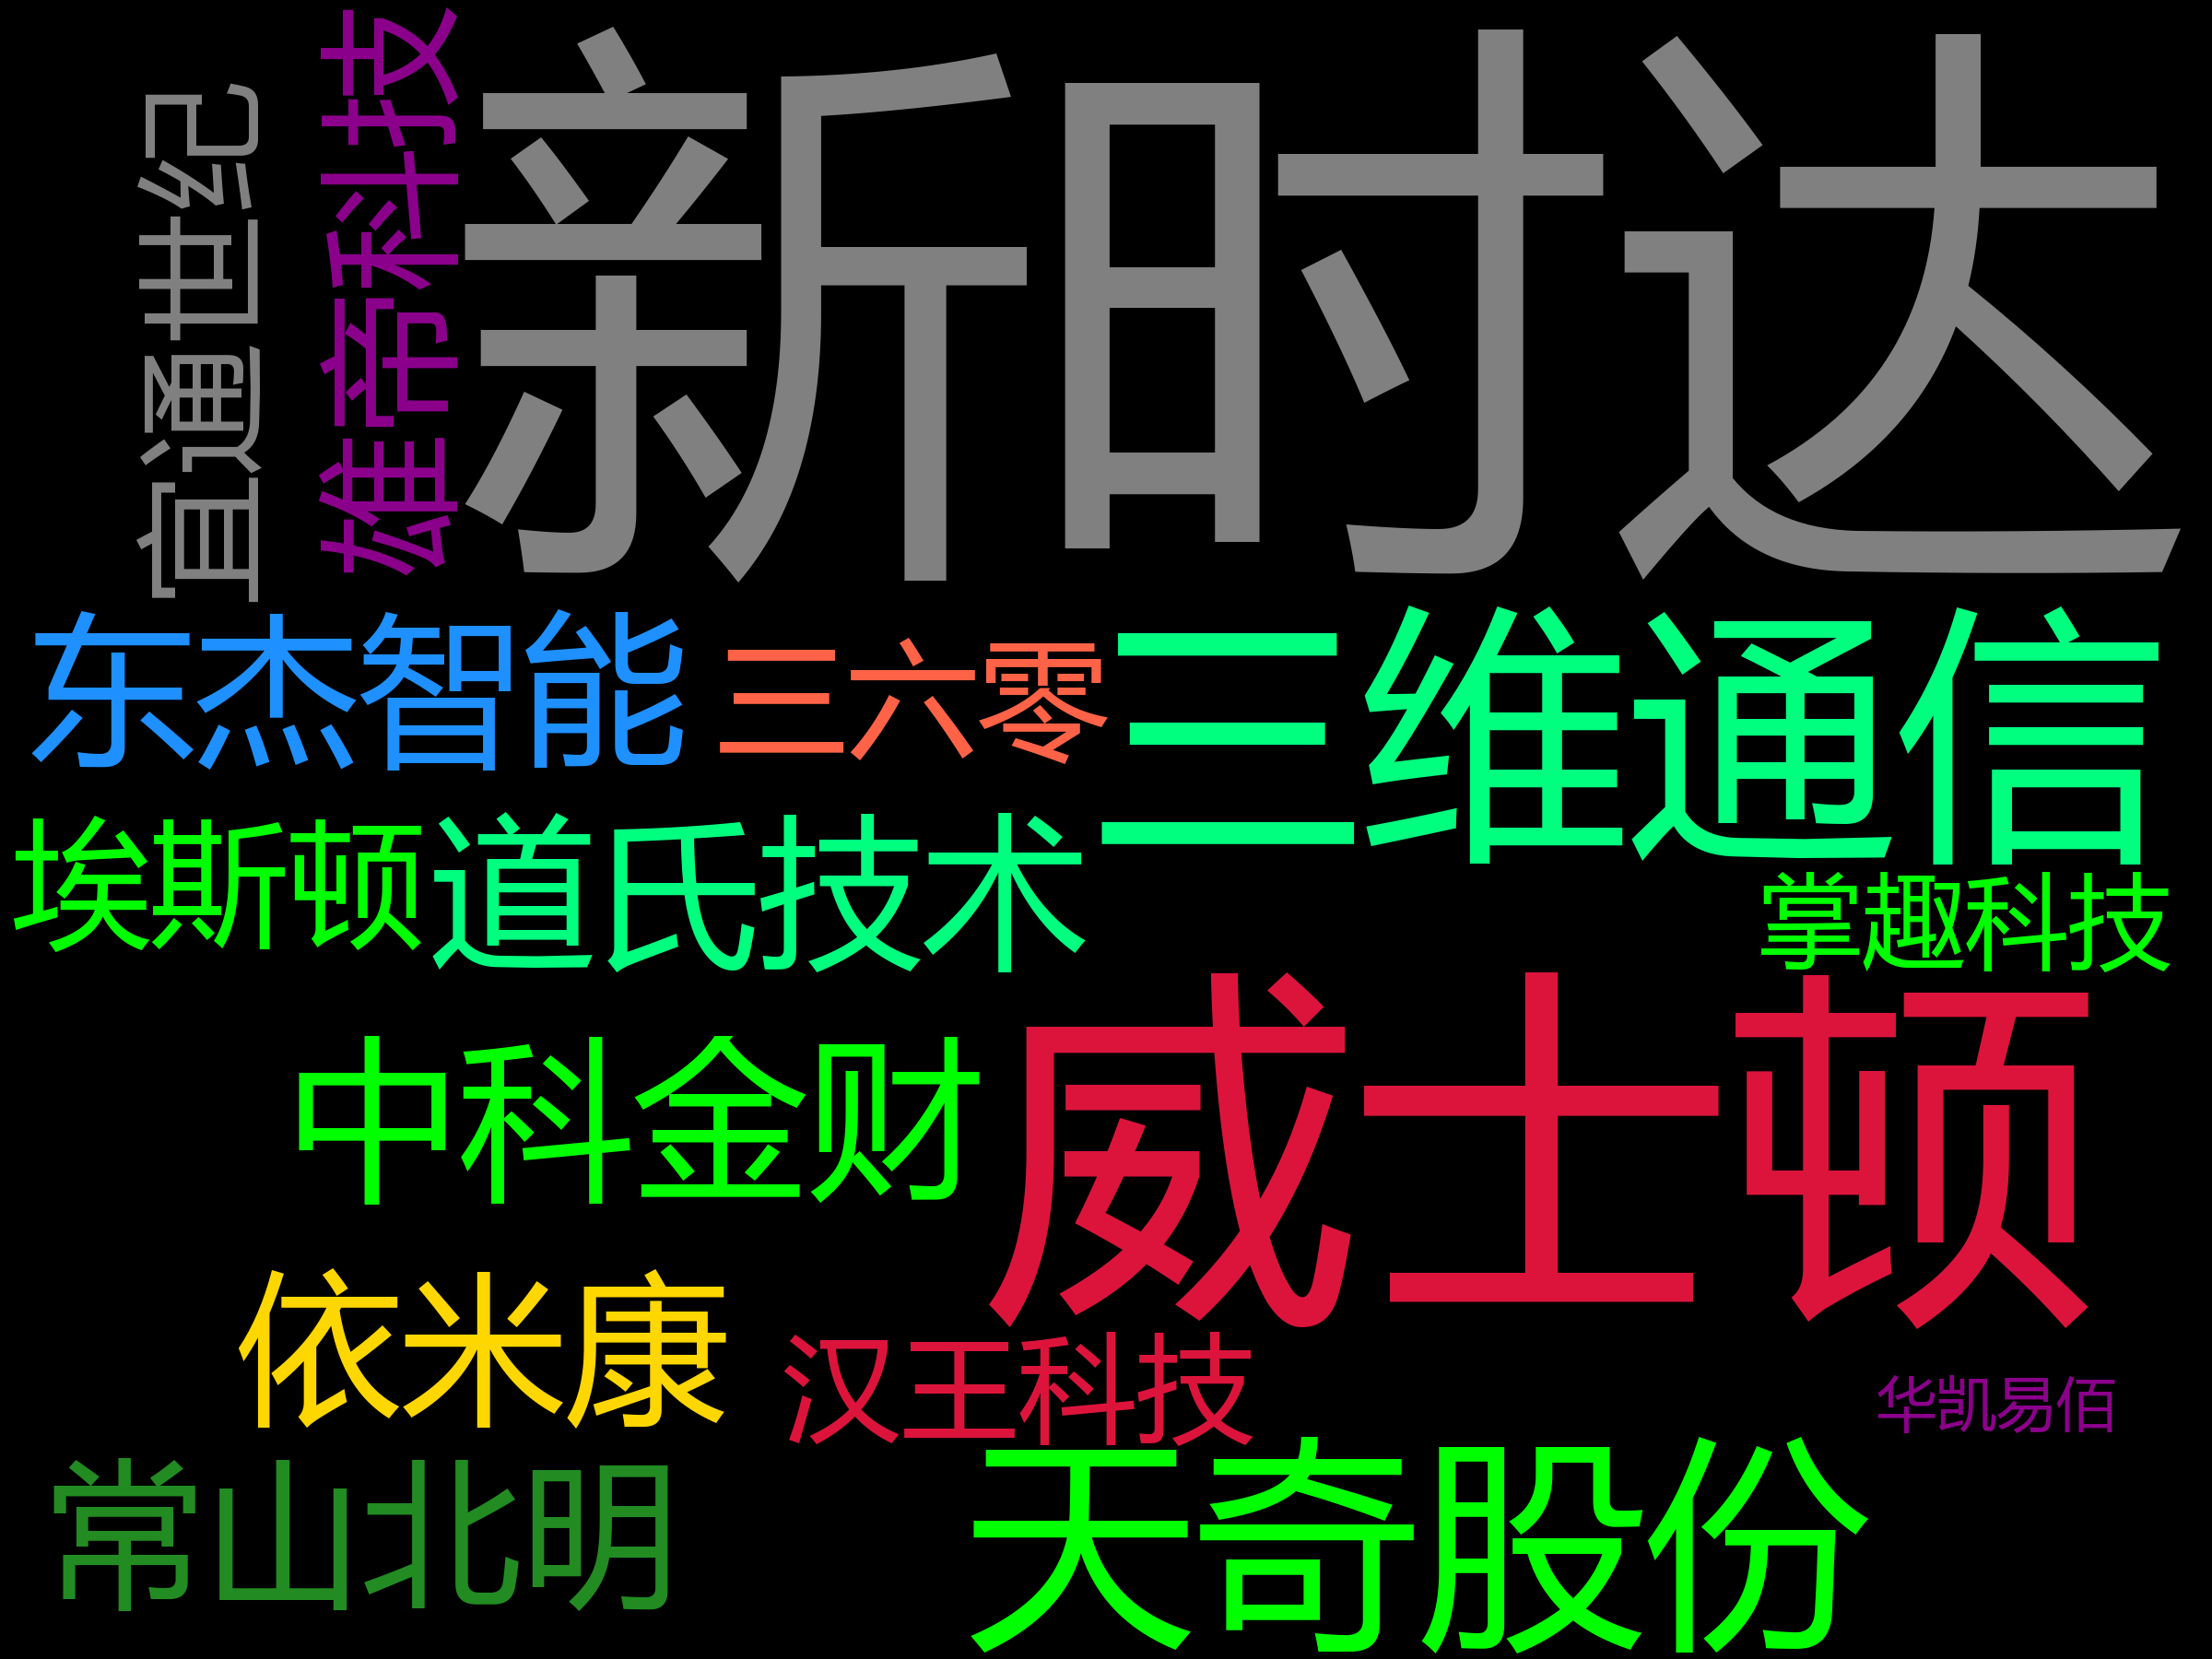 宜通世纪
维帝科技
新时达
东杰智能
三六零
三维通信
埃斯顿
道氏技术
掌趣科技
中科金财
威士顿
依米康
汉王科技
华凯易佰
常山北明
天奇股份